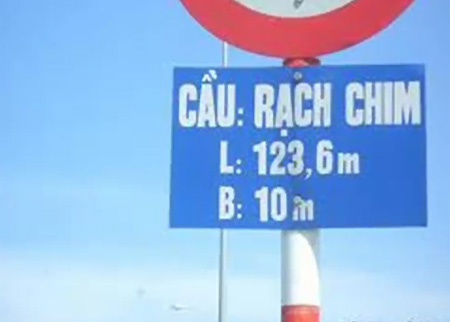 CẦU: RẠCH CHIM
L: 123,6m
B: 10m